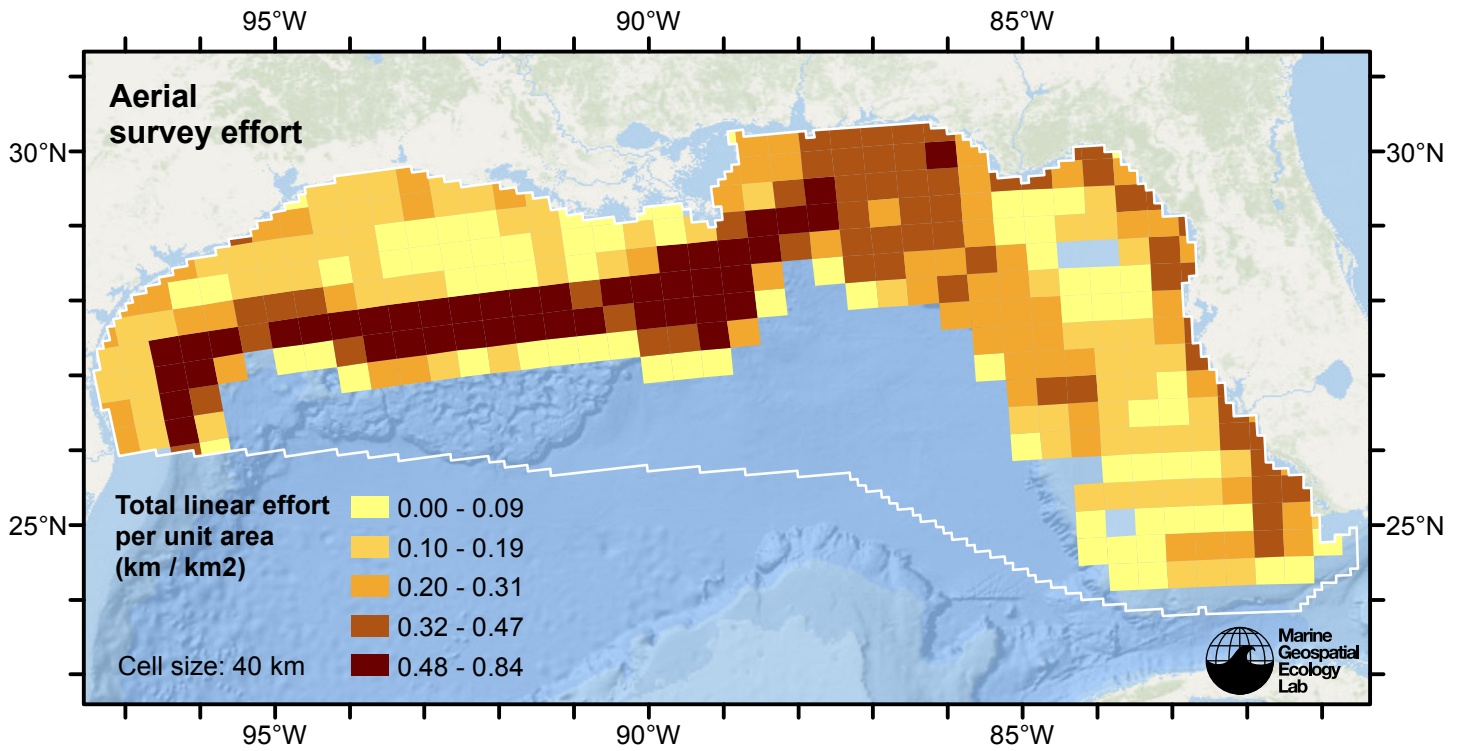 95°W 90°W 85°W
Aerial
survey effort
30°N 30°N
25°N 25°N
Total linear effort
per unit area
(km / km2)
0.00 - 0.09
0.10 - 0.19
0.20 - 0.31
0.32 - 0.47
0.48 - 0.84
Cell size: 40 km
Marine
Geospatial
Ecology
Lab
95°W 90°W 85°W